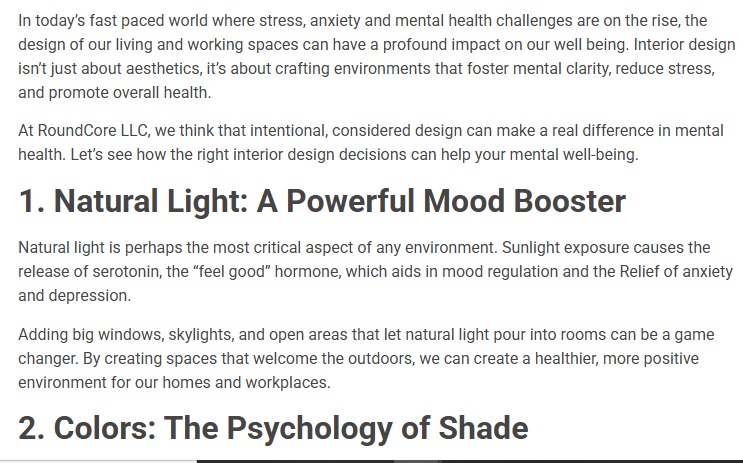 In today’s fast paced world where stress, anxiety and mental health challenges are on the rise, the
design of our living and working spaces can have a profound impact on our well being. Interior design
isn’t just about aesthetics, it’s about crafting environments that foster mental clarity, reduce stress,
and promote overall health.
At RoundCore LLC, we think that intentional, considered design can make a real difference in mental
health. Let’s see how the right interior design decisions can help your mental well-being.
1. Natural Light: A Powerful Mood Booster
Natural light is perhaps the most critical aspect of any environment. Sunlight exposure causes the
release of serotonin, the “feel good” hormone, which aids in mood regulation and the Relief of anxiety
and depression.
Adding big windows, skylights, and open areas that let natural light pour into rooms can be a game
changer. By creating spaces that welcome the outdoors, we can create a healthier, more positive
environment for our homes and workplaces.
2. Colors: The Psychology of Shade